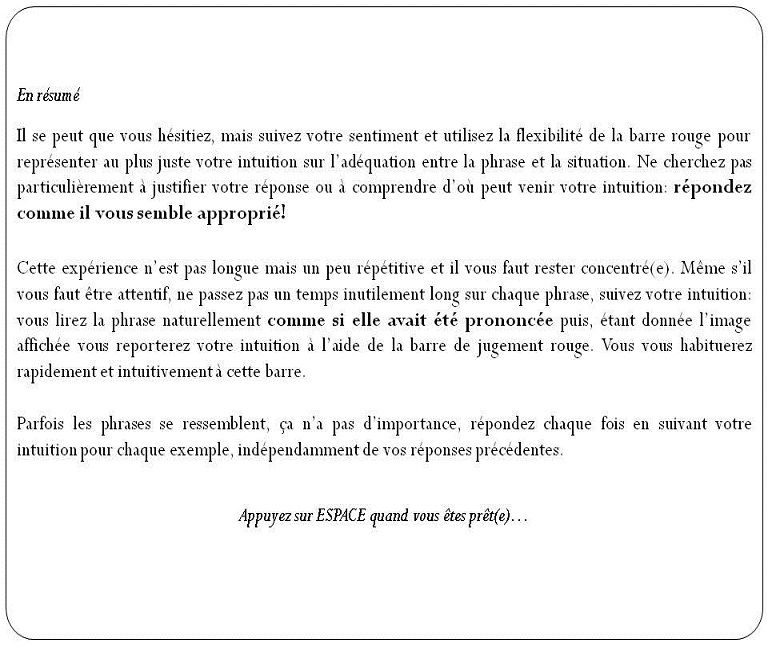 En résumé
Il se peut que vous hésitiez, mais suivez votre sentiment et utilisez la flexibilité de la barre rouge pour
représenter au plus juste votre intuition sur l’adéquation entre la phrase et la situation. Ne cherchez pas
particulièrement à justifier votre réponse ou à comprendre d’où peut venir votre intuition: répondez
comme il vous semble approprié!
Cette expérience n’est pas longue mais un peu répétitive et il vous faut rester concentré(e). Même s’il
vous faut être attentif, ne passez pas un temps inutilement long sur chaque phrase, suivez votre intuition:
vous lirez la phrase naturellement comme si elle avait été prononcée puis, étant donnée l’image
affichée vous reporterez votre intuition à l’aide de la barre de jugement rouge. Vous vous habituerez
rapidement et intuitivement à cette barre.
Parfois les phrases se ressemblent, ça n’a pas d’importance, répondez chaque fois en suivant votre
intuition pour chaque exemple, indépendamment de vos réponses précédentes.
Appuyez sur ESPACE quand vous êtes prêt(e)…